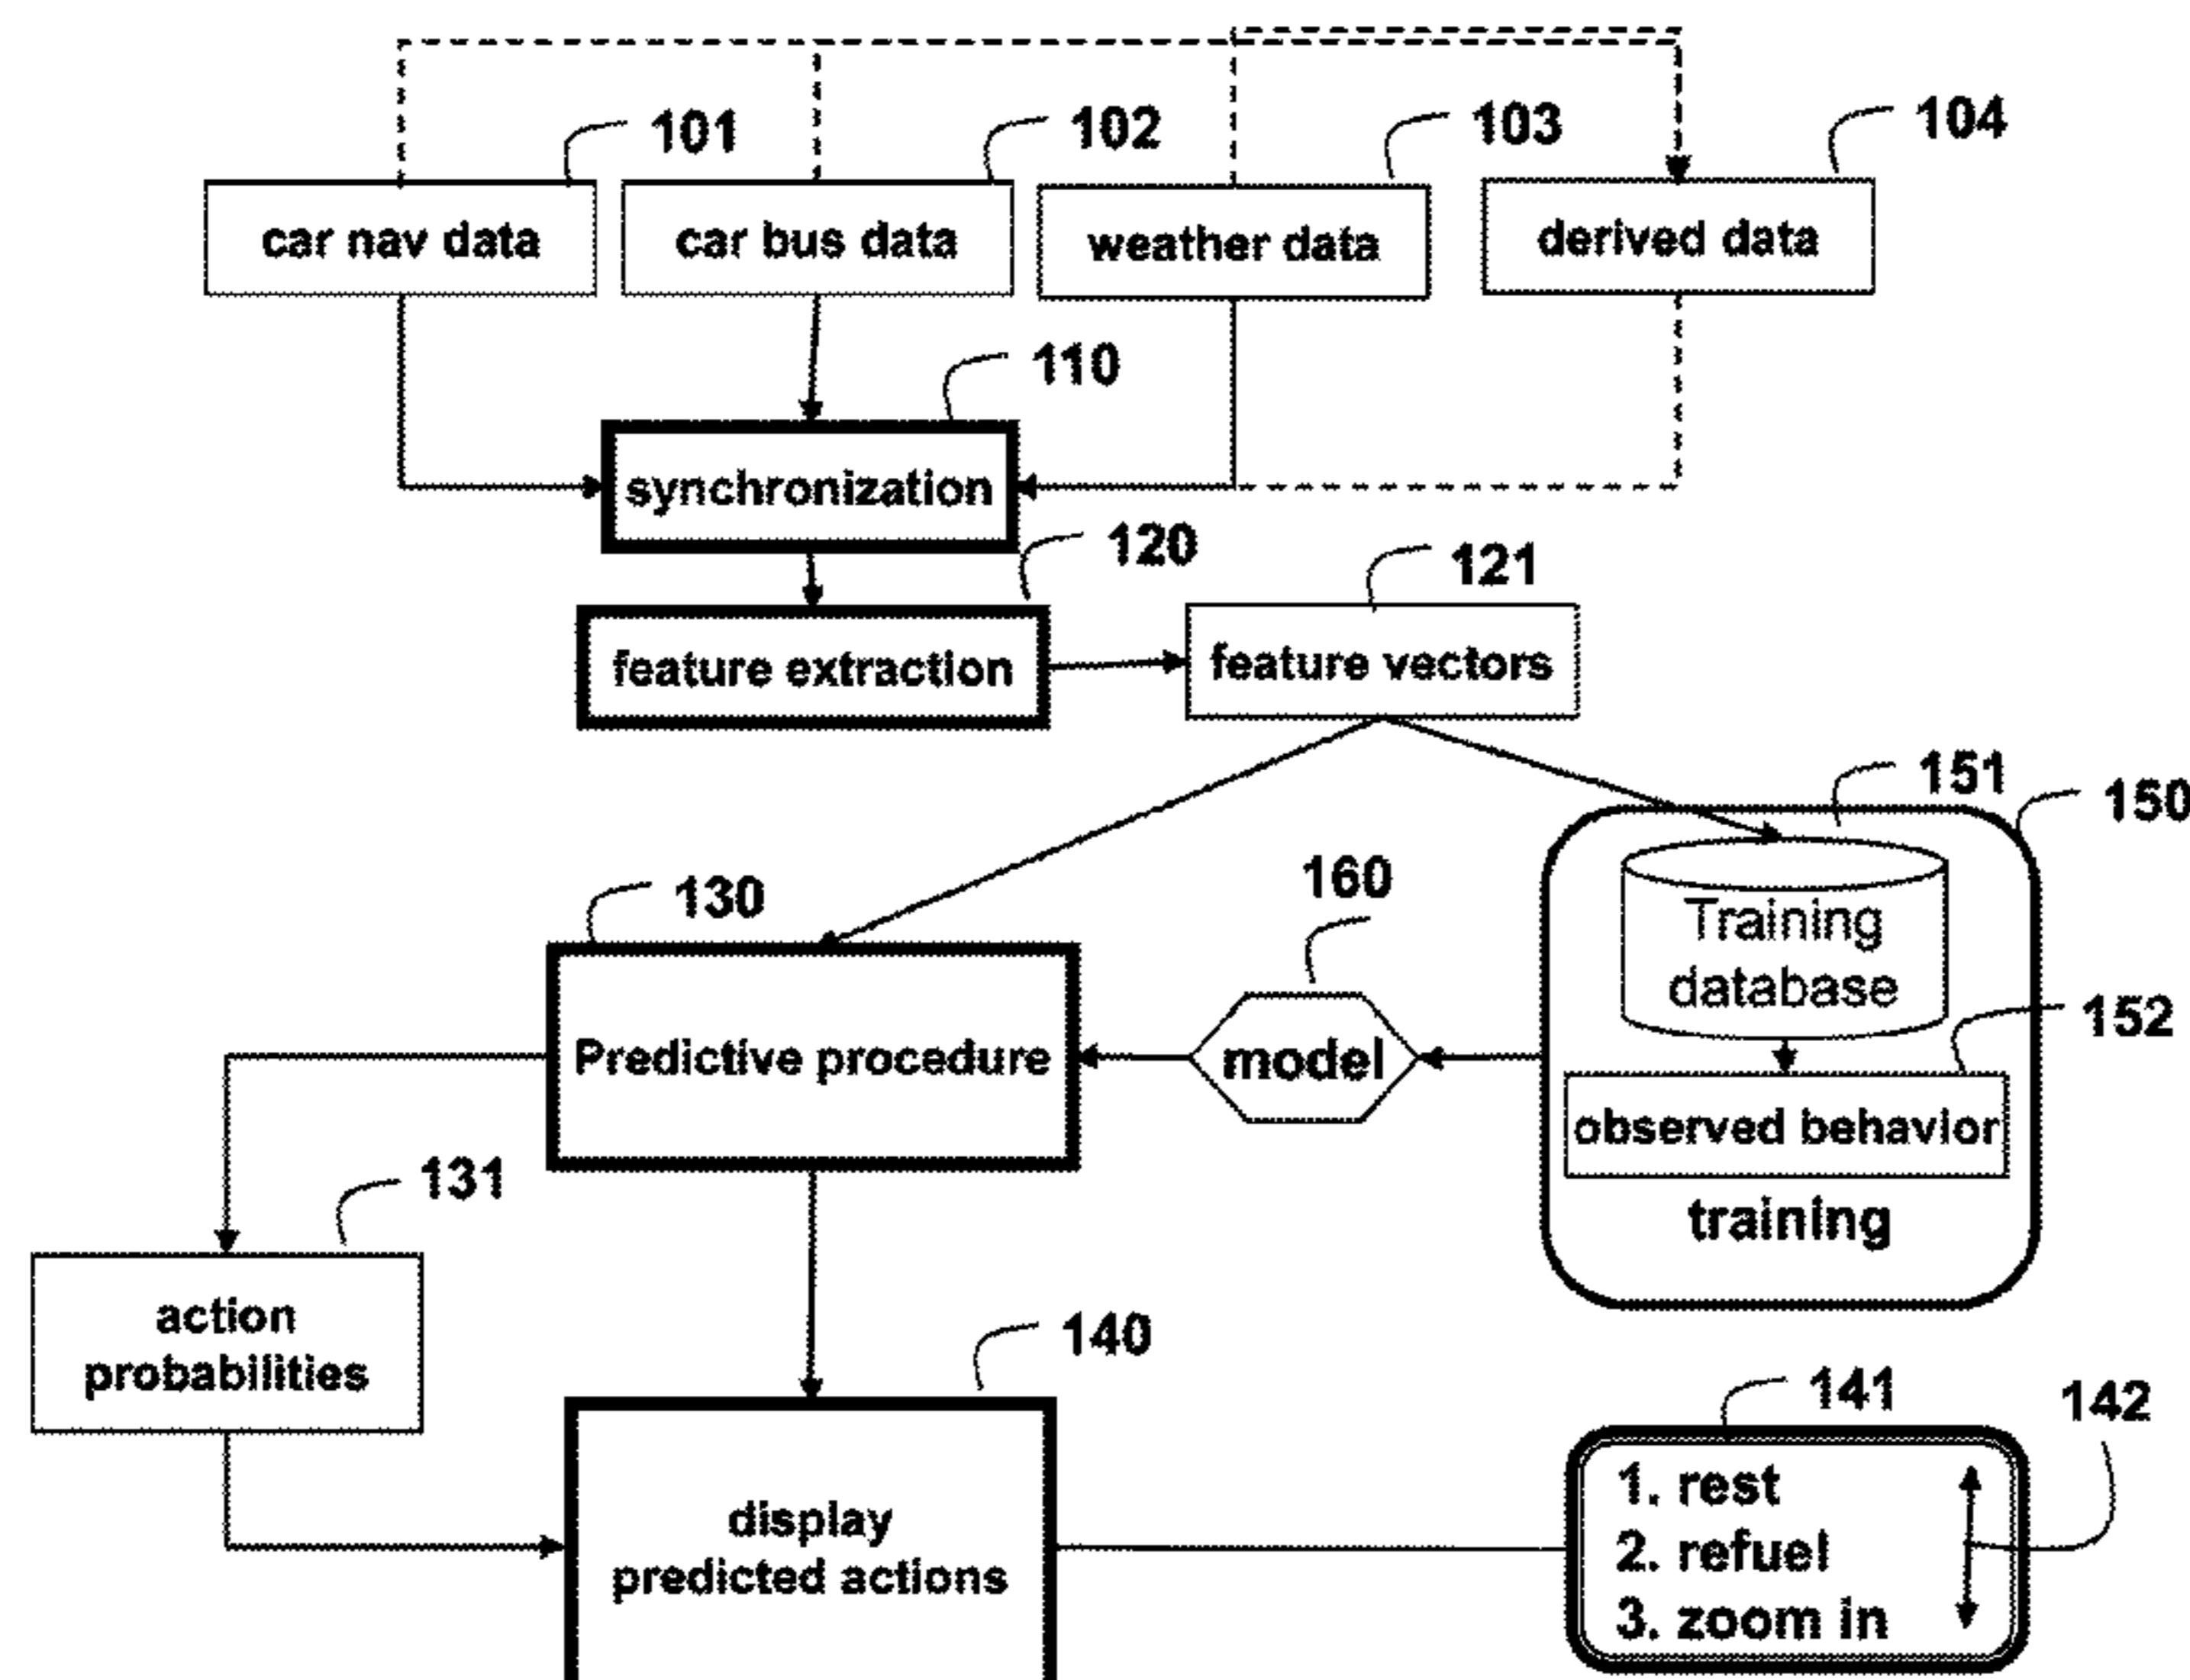 101
102
103
104
car nav data
car bus data
weather data
derived data
110
synchronization
120
121
feature extraction
feature vectors
151
150
130
160
Training
database
152
Predictive procedure
model
observed behavior
training
131
action
probabilities
140
141
142
display
predicted actions
1. rest
2. refuel
3. zoom in